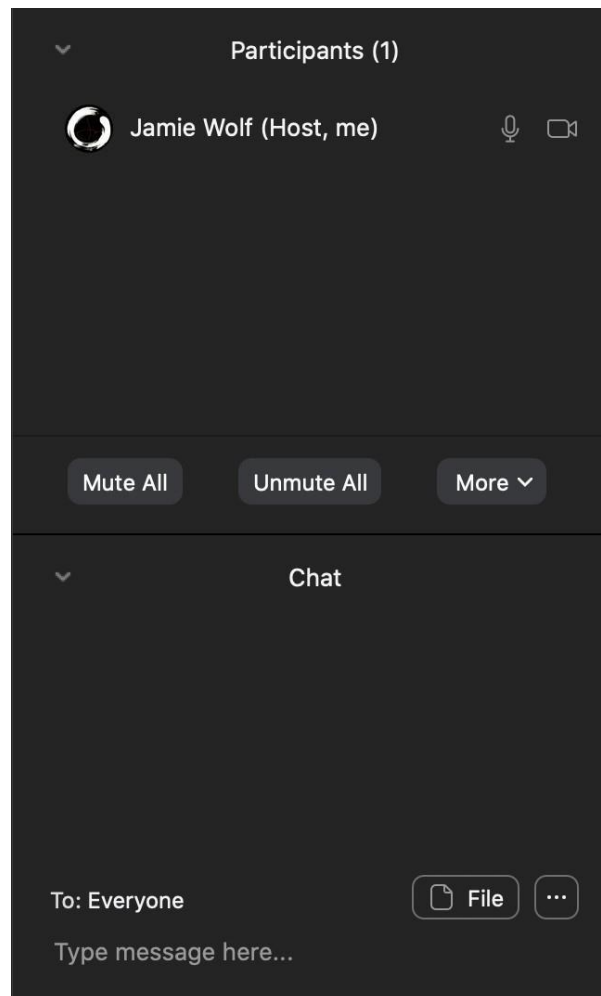 Participants (1)
Jamie Wolf (Host, me)
Mute All Unmute All More
Chat
To: Everyone File ...
Type message here...